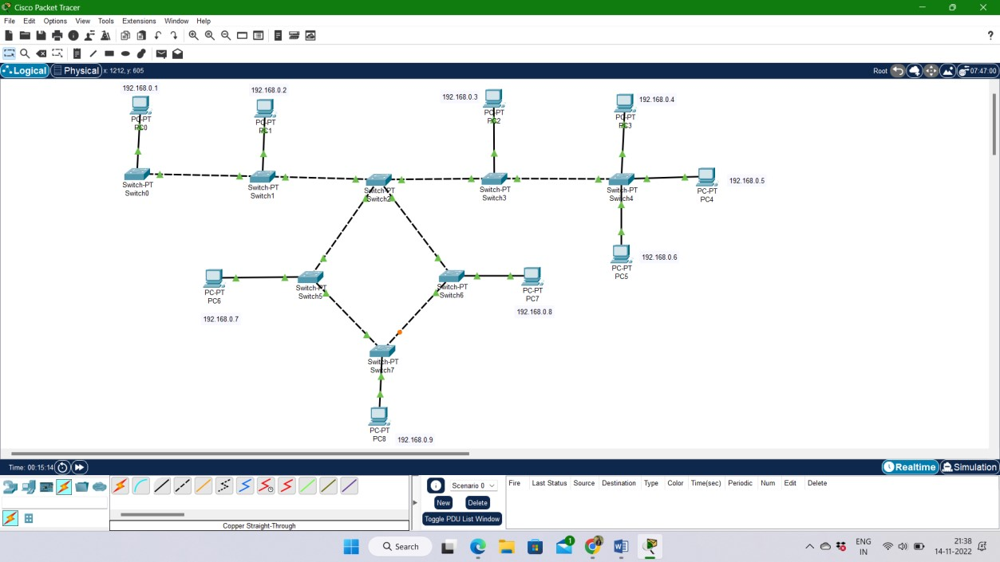 Cisco Packet Tracer
File Edit Options View Tools Extensions Window Help
?
Logical Physical x: 1212, y: 605 Root 07:47:00
192.168.0.1
PC-PT
PC0
192.168.0.2
PC-PT
PC1
192.168.0.3
PC-PT
PC2
192.168.0.4
PC-PT
PC3
Switch-PT
Switch0
Switch-PT
Switch1
Switch-PT
Switch2
Switch-PT
Switch3
Switch-PT
Switch4
PC-PT
PC4
192.168.0.5
PC-PT
PC5
192.168.0.6
PC-PT
PC6
192.168.0.7
Switch-PT
Switch5
Switch-PT
Switch6
PC-PT
PC7
192.168.0.8
Switch-PT
Switch7
PC-PT
PC8
192.168.0.9
Time: 00:15:14 Realtime Simulation
Scenario 0
New Delete
Toggle PDU List Window
Fire Last Status Source Destination Type Color Time(sec) Periodic Num Edit Delete
Copper Straight-Through
Search
1
ENG
IN
21:38
14-11-2022